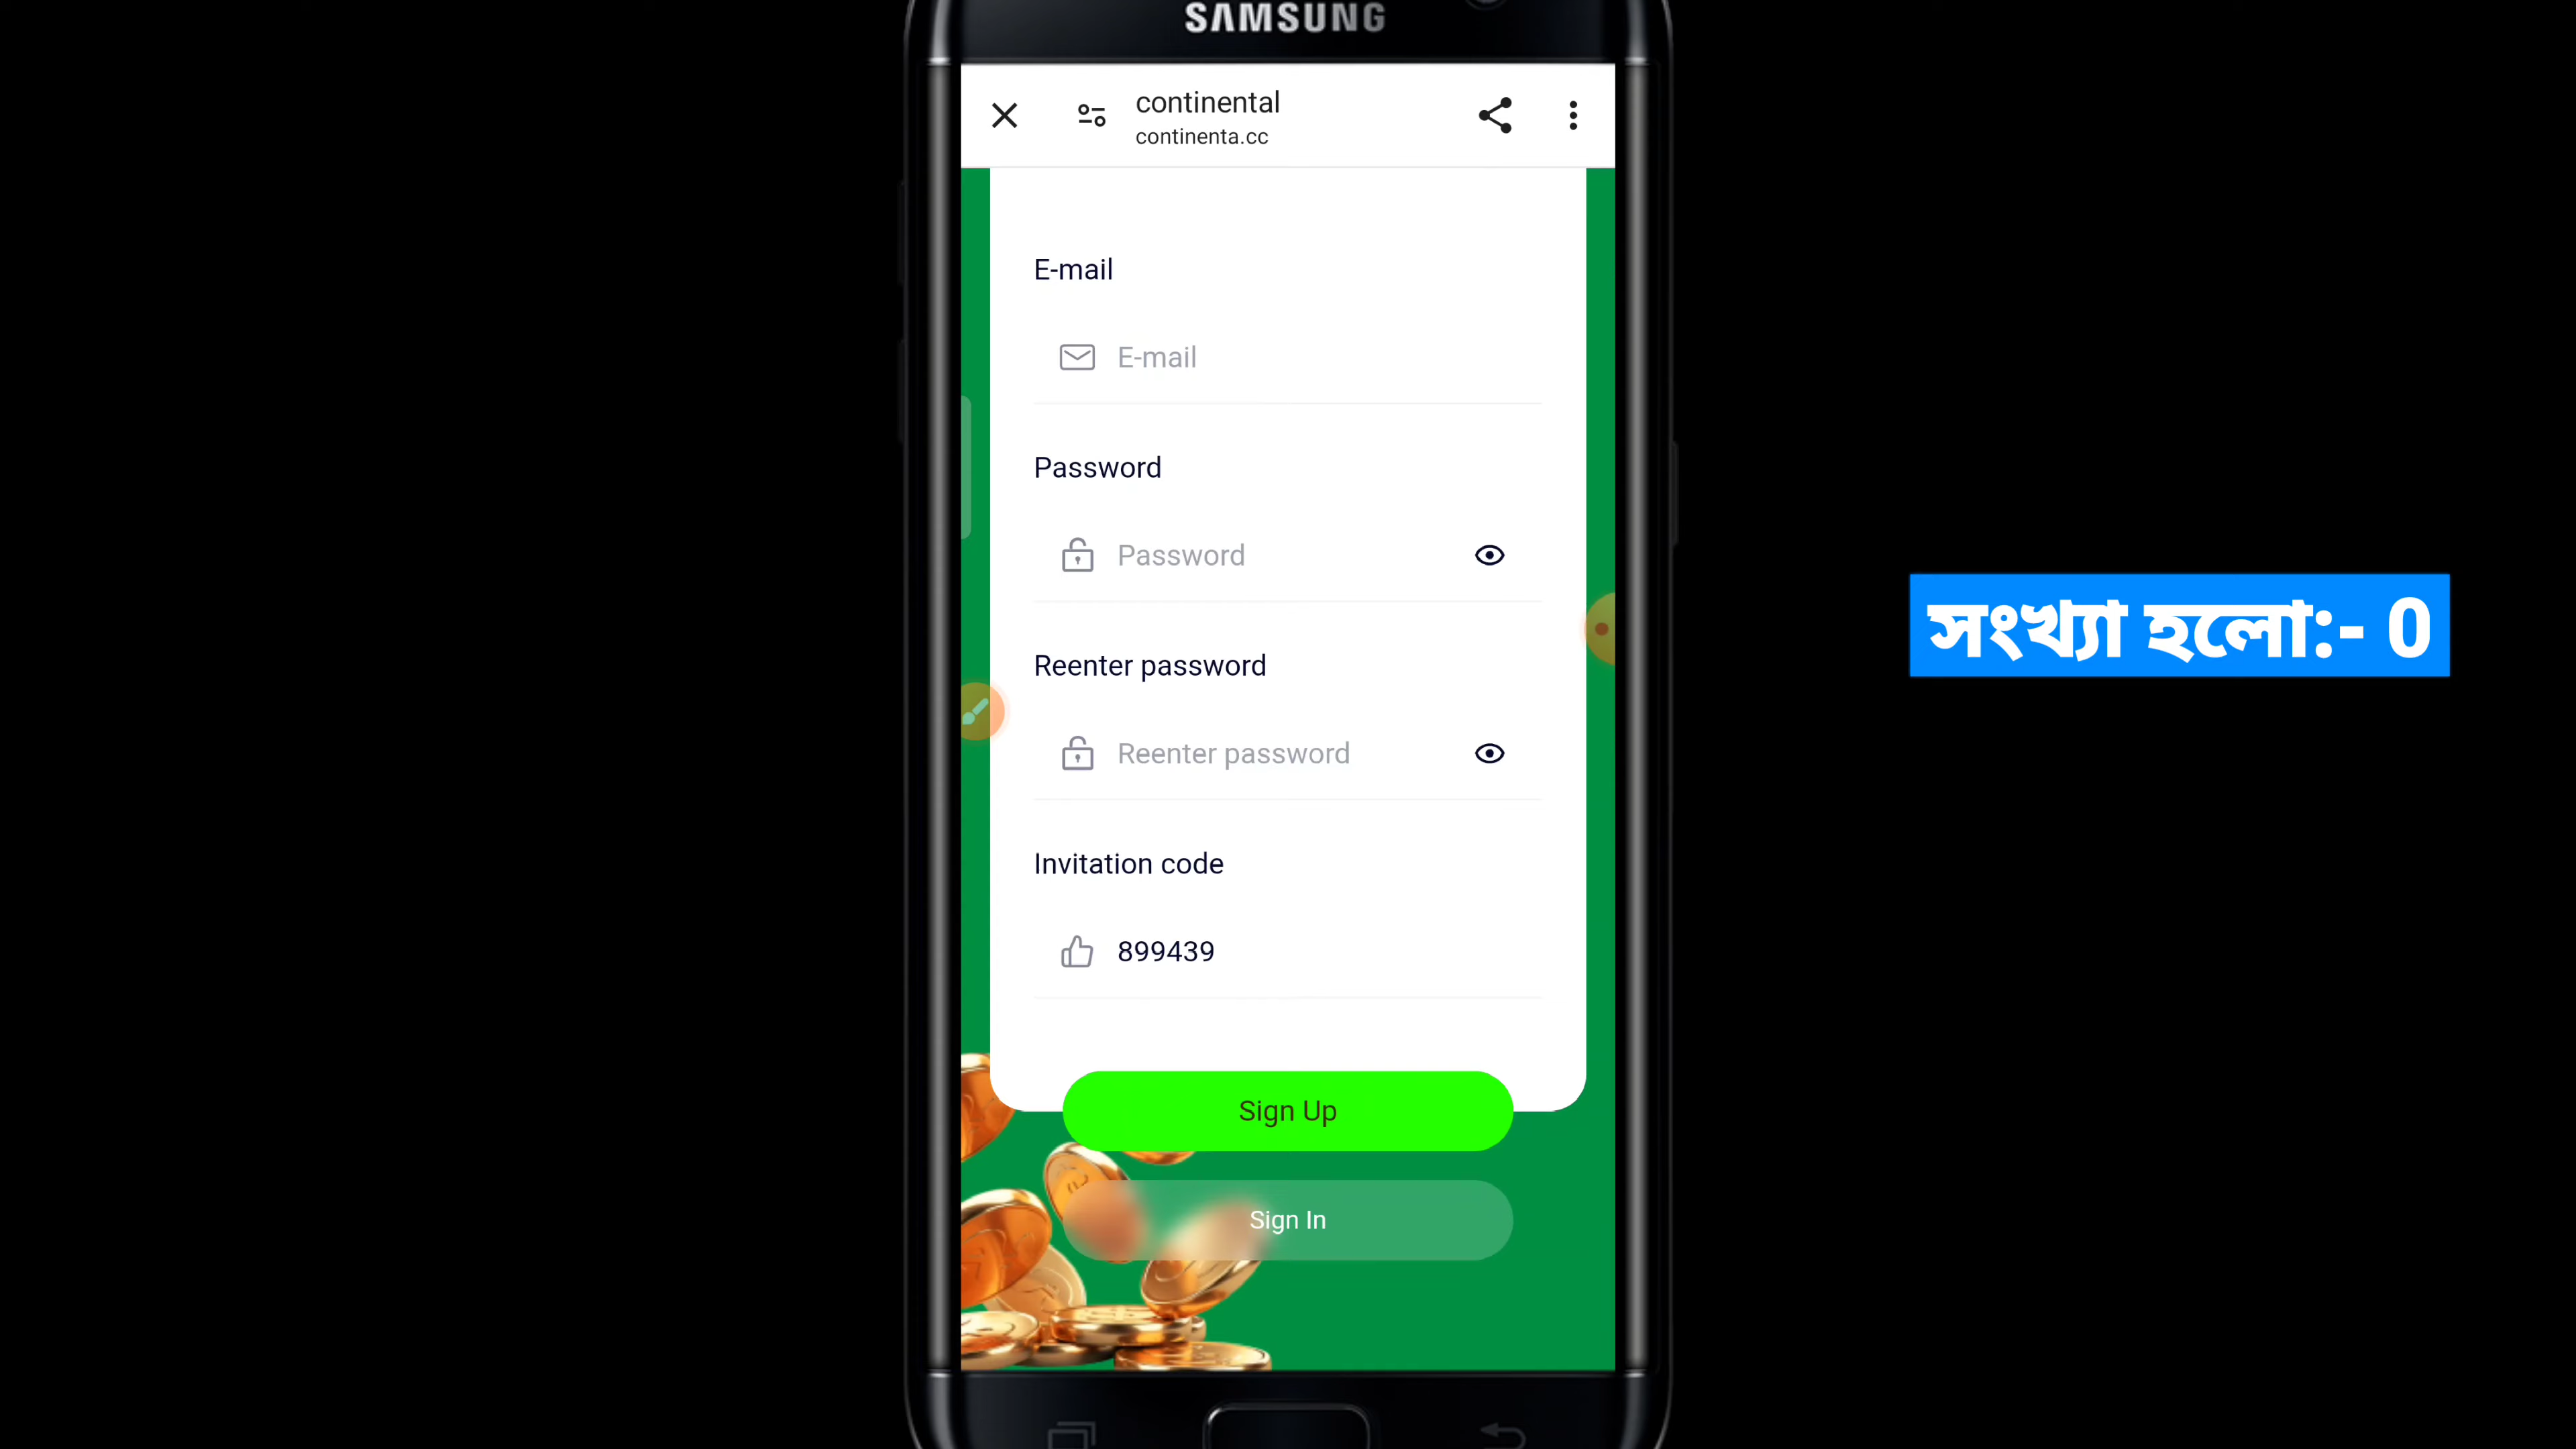 SAMSUNG
continental
continenta.cc
E-mail
E-mail
Password
Password
Reenter password
Reenter password
Invitation code
899439
Sign Up
Sign In
সংখ্যা হলো:- 0